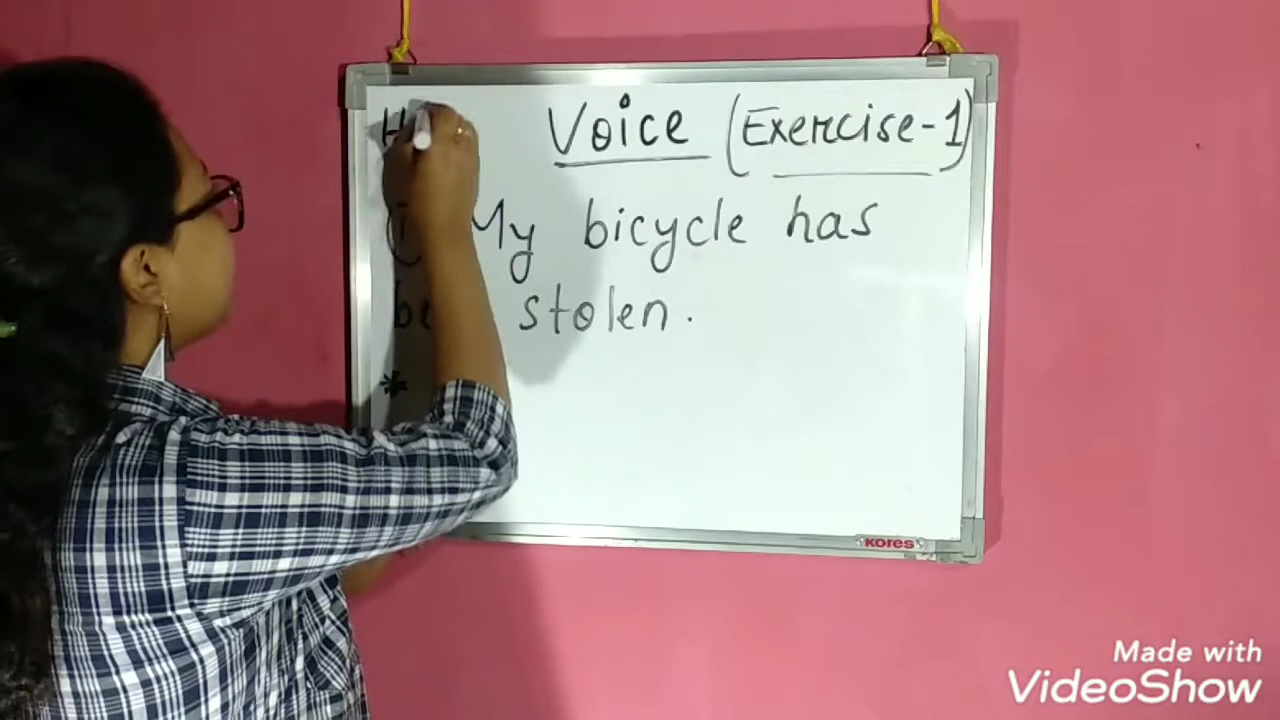 Voice (Exercise-1)
My bicycle has
stolen.
*
KORES
Made with
VideoShow